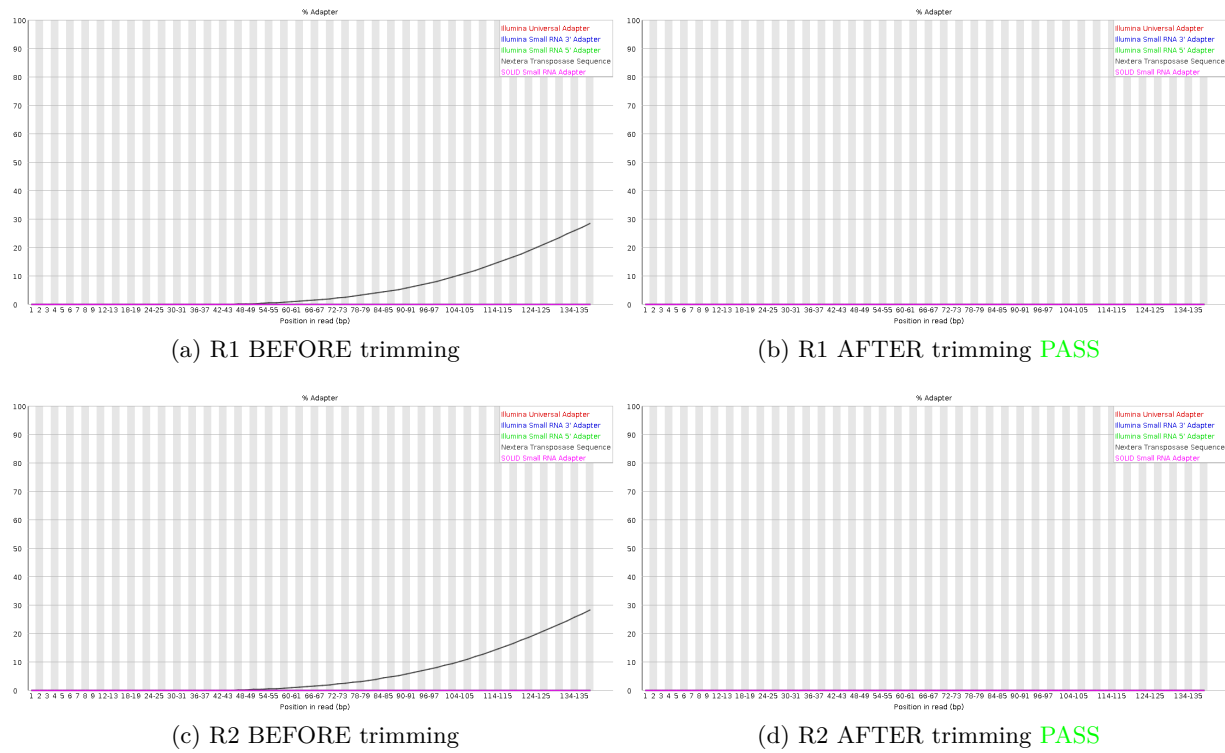 % Adapter
100
90
80
70
60
50
40
30
20
10
0
Illumina Universal Adapter
Illumina Small RNA 3' Adapter
Illumina Small RNA 5' Adapter
Nextera Transposase Sequence
SOLID Small RNA Adapter
1 2 3 4 5 6 7 8 9 12-13 18-19 24-25 30-31 36-37 42-43 48-49 54-55 60-61 66-67 72-73 78-79 84-85 90-91 96-97 104-105 114-115 124-125 134-135
Position in read (bp)
(a) R1 BEFORE trimming
% Adapter
100
90
80
70
60
50
40
30
20
10
0
Illumina Universal Adapter
Illumina Small RNA 3' Adapter
Illumina Small RNA 5' Adapter
Nextera Transposase Sequence
SOLID Small RNA Adapter
1 2 3 4 5 6 7 8 9 12-13 18-19 24-25 30-31 36-37 42-43 48-49 54-55 60-61 66-67 72-73 78-79 84-85 90-91 96-97 104-105 114-115 124-125 134-135
Position in read (bp)
(b) R1 AFTER trimming PASS
% Adapter
100
90
80
70
60
50
40
30
20
10
0
Illumina Universal Adapter
Illumina Small RNA 3' Adapter
Illumina Small RNA 5' Adapter
Nextera Transposase Sequence
SOLID Small RNA Adapter
1 2 3 4 5 6 7 8 9 12-13 18-19 24-25 30-31 36-37 42-43 48-49 54-55 60-61 66-67 72-73 78-79 84-85 90-91 96-97 104-105 114-115 124-125 134-135
Position in read (bp)
(c) R2 BEFORE trimming
% Adapter
100
90
80
70
60
50
40
30
20
10
0
Illumina Universal Adapter
Illumina Small RNA 3' Adapter
Illumina Small RNA 5' Adapter
Nextera Transposase Sequence
SOLID Small RNA Adapter
1 2 3 4 5 6 7 8 9 12-13 18-19 24-25 30-31 36-37 42-43 48-49 54-55 60-61 66-67 72-73 78-79 84-85 90-91 96-97 104-105 114-115 124-125 134-135
Position in read (bp)
(d) R2 AFTER trimming PASS